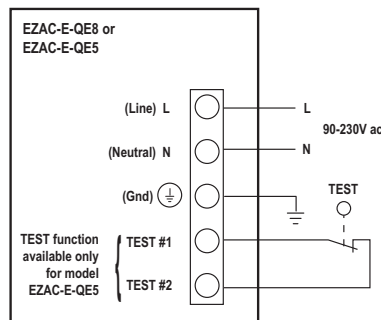 EZAC-E-QE8 or
EZAC-E-QE5
(Line) L
L
90-230V ac
(Neutral) N
N
(Gnd)
TEST
TEST function
available only
for model
EZAC-E-QE5
TEST #1
TEST #2